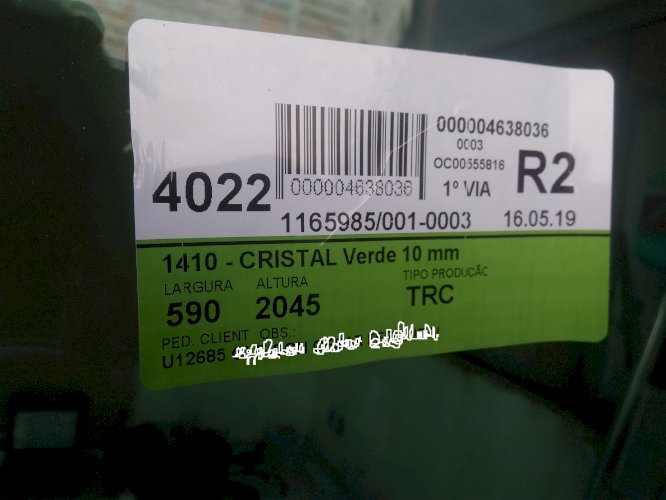 000004638036
0003
OC00555816
4022
000004638036
1º VIA
R2
1165985/001-0003
16.05.19
1410 - CRISTAL Verde 10 mm
LARGURA ALTURA TIPO PRODUÇÃO
590 2045 TRC
PED. CLIENT OBS.:
U12685